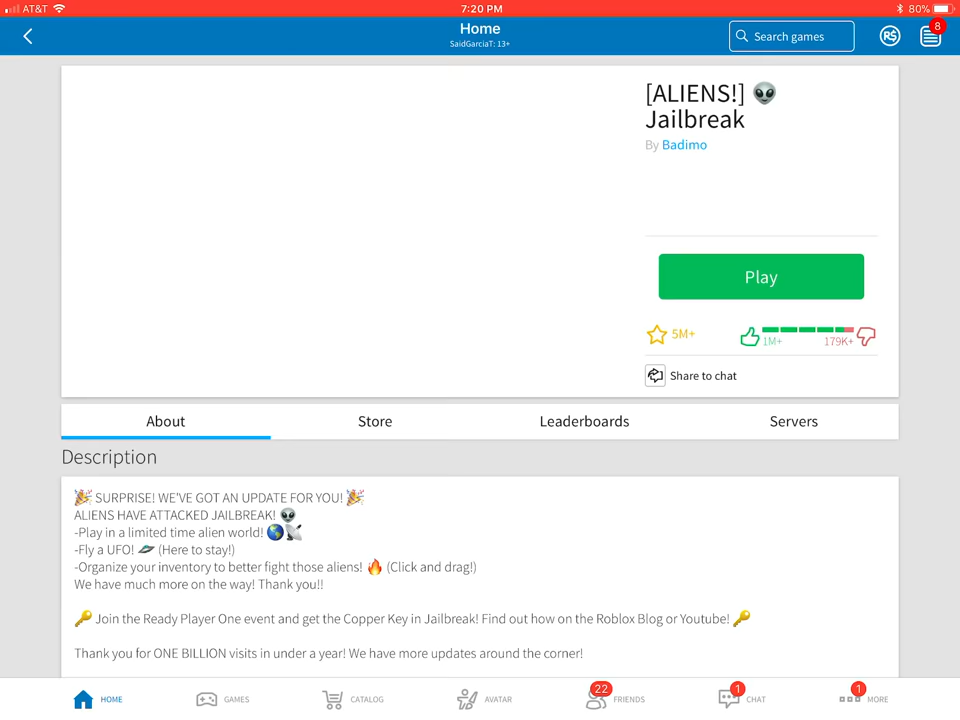 AT&T 7:20 PM 80%
Home
SaidGarciaT: 13+
Search games
R$
8
[ALIENS!] 👽
Jailbreak
By Badimo
Play
5M+ 1M+ 179K+
Share to chat
About Store Leaderboards Servers
Description
🎉 SURPRISE! WE'VE GOT AN UPDATE FOR YOU! 🎉
ALIENS HAVE ATTACKED JAILBREAK! 👽
-Play in a limited time alien world! 🌎📡
-Fly a UFO! 🛸 (Here to stay!)
-Organize your inventory to better fight those aliens! 🔥 (Click and drag!)
We have much more on the way! Thank you!!
🔑 Join the Ready Player One event and get the Copper Key in Jailbreak! Find out how on the Roblox Blog or Youtube! 🔑
Thank you for ONE BILLION visits in under a year! We have more updates around the corner!
HOME GAMES CATALOG AVATAR 22 FRIENDS 1 CHAT 1 MORE